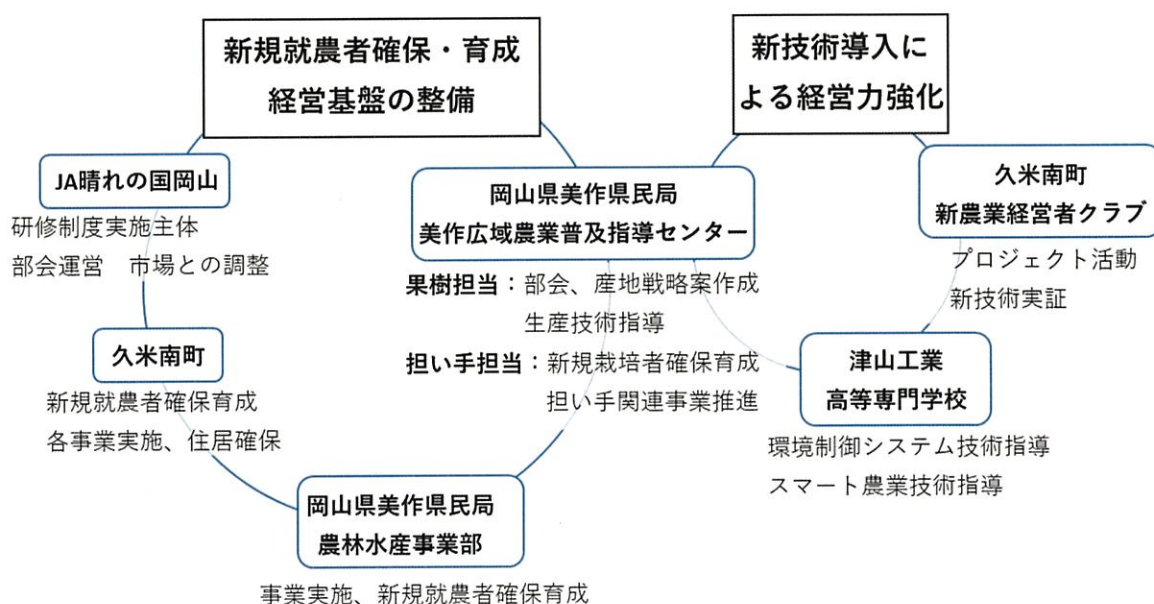 新規就農者確保・育成
経営基盤の整備
新技術導入に
よる経営力強化
JA晴れの国岡山
研修制度実施主体
部会運営　市場との調整
岡山県美作県民局
美作広域農業普及指導センター
果樹担当：部会、産地戦略案作成
生産技術指導
担い手担当：新規栽培者確保育成
担い手関連事業推進
久米南町
新農業経営者クラブ
プロジェクト活動
新技術実証
久米南町
新規就農者確保育成
各事業実施、住居確保
津山工業
高等専門学校
環境制御システム技術指導
スマート農業技術指導
岡山県美作県民局
農林水産事業部
事業実施、新規就農者確保育成